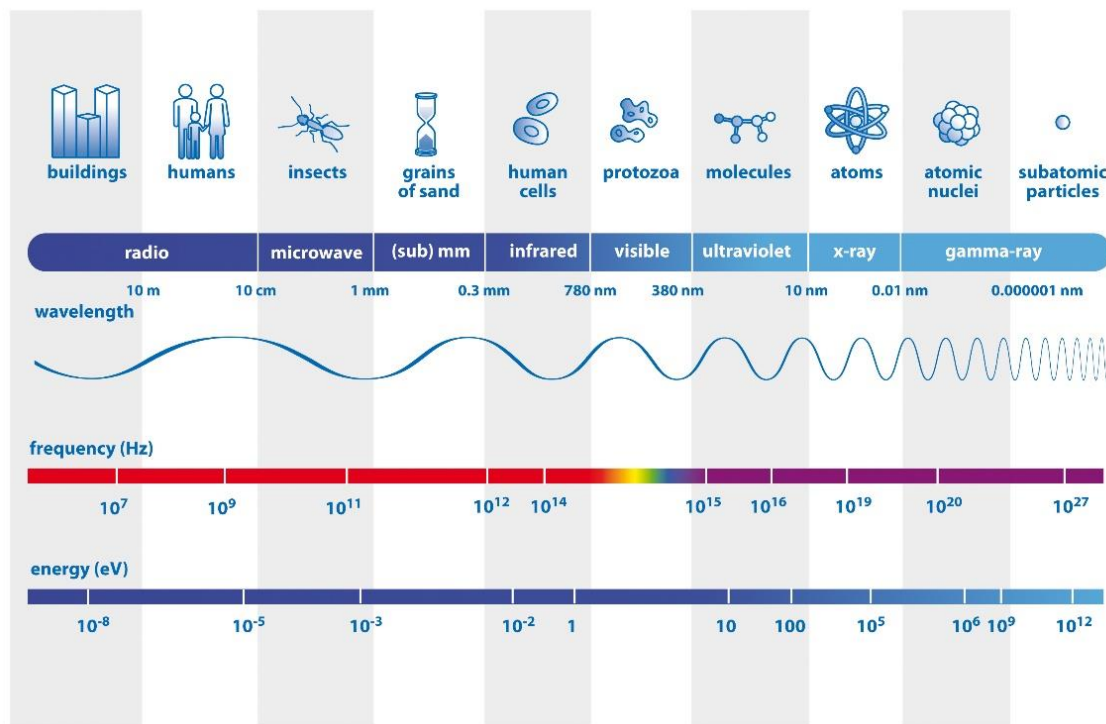 buildings
humans
insects
grains
of sand
human
cells
protozoa
molecules
atoms
atomic
nuclei
subatomic
particles
radio
microwave
(sub) mm
infrared
visible
ultraviolet
x-ray
gamma-ray
10 m
10 cm
1 mm
0.3 mm
780 nm
380 nm
10 nm
0.01 nm
0.000001 nm
wavelength
frequency (Hz)
10⁷
10⁹
10¹¹
10¹²
10¹⁴
10¹⁵
10¹⁶
10¹⁹
10²⁰
10²⁷
energy (eV)
10⁻⁸
10⁻⁵
10⁻³
10⁻²
1
10
100
10⁵
10⁶
10⁹
10¹²